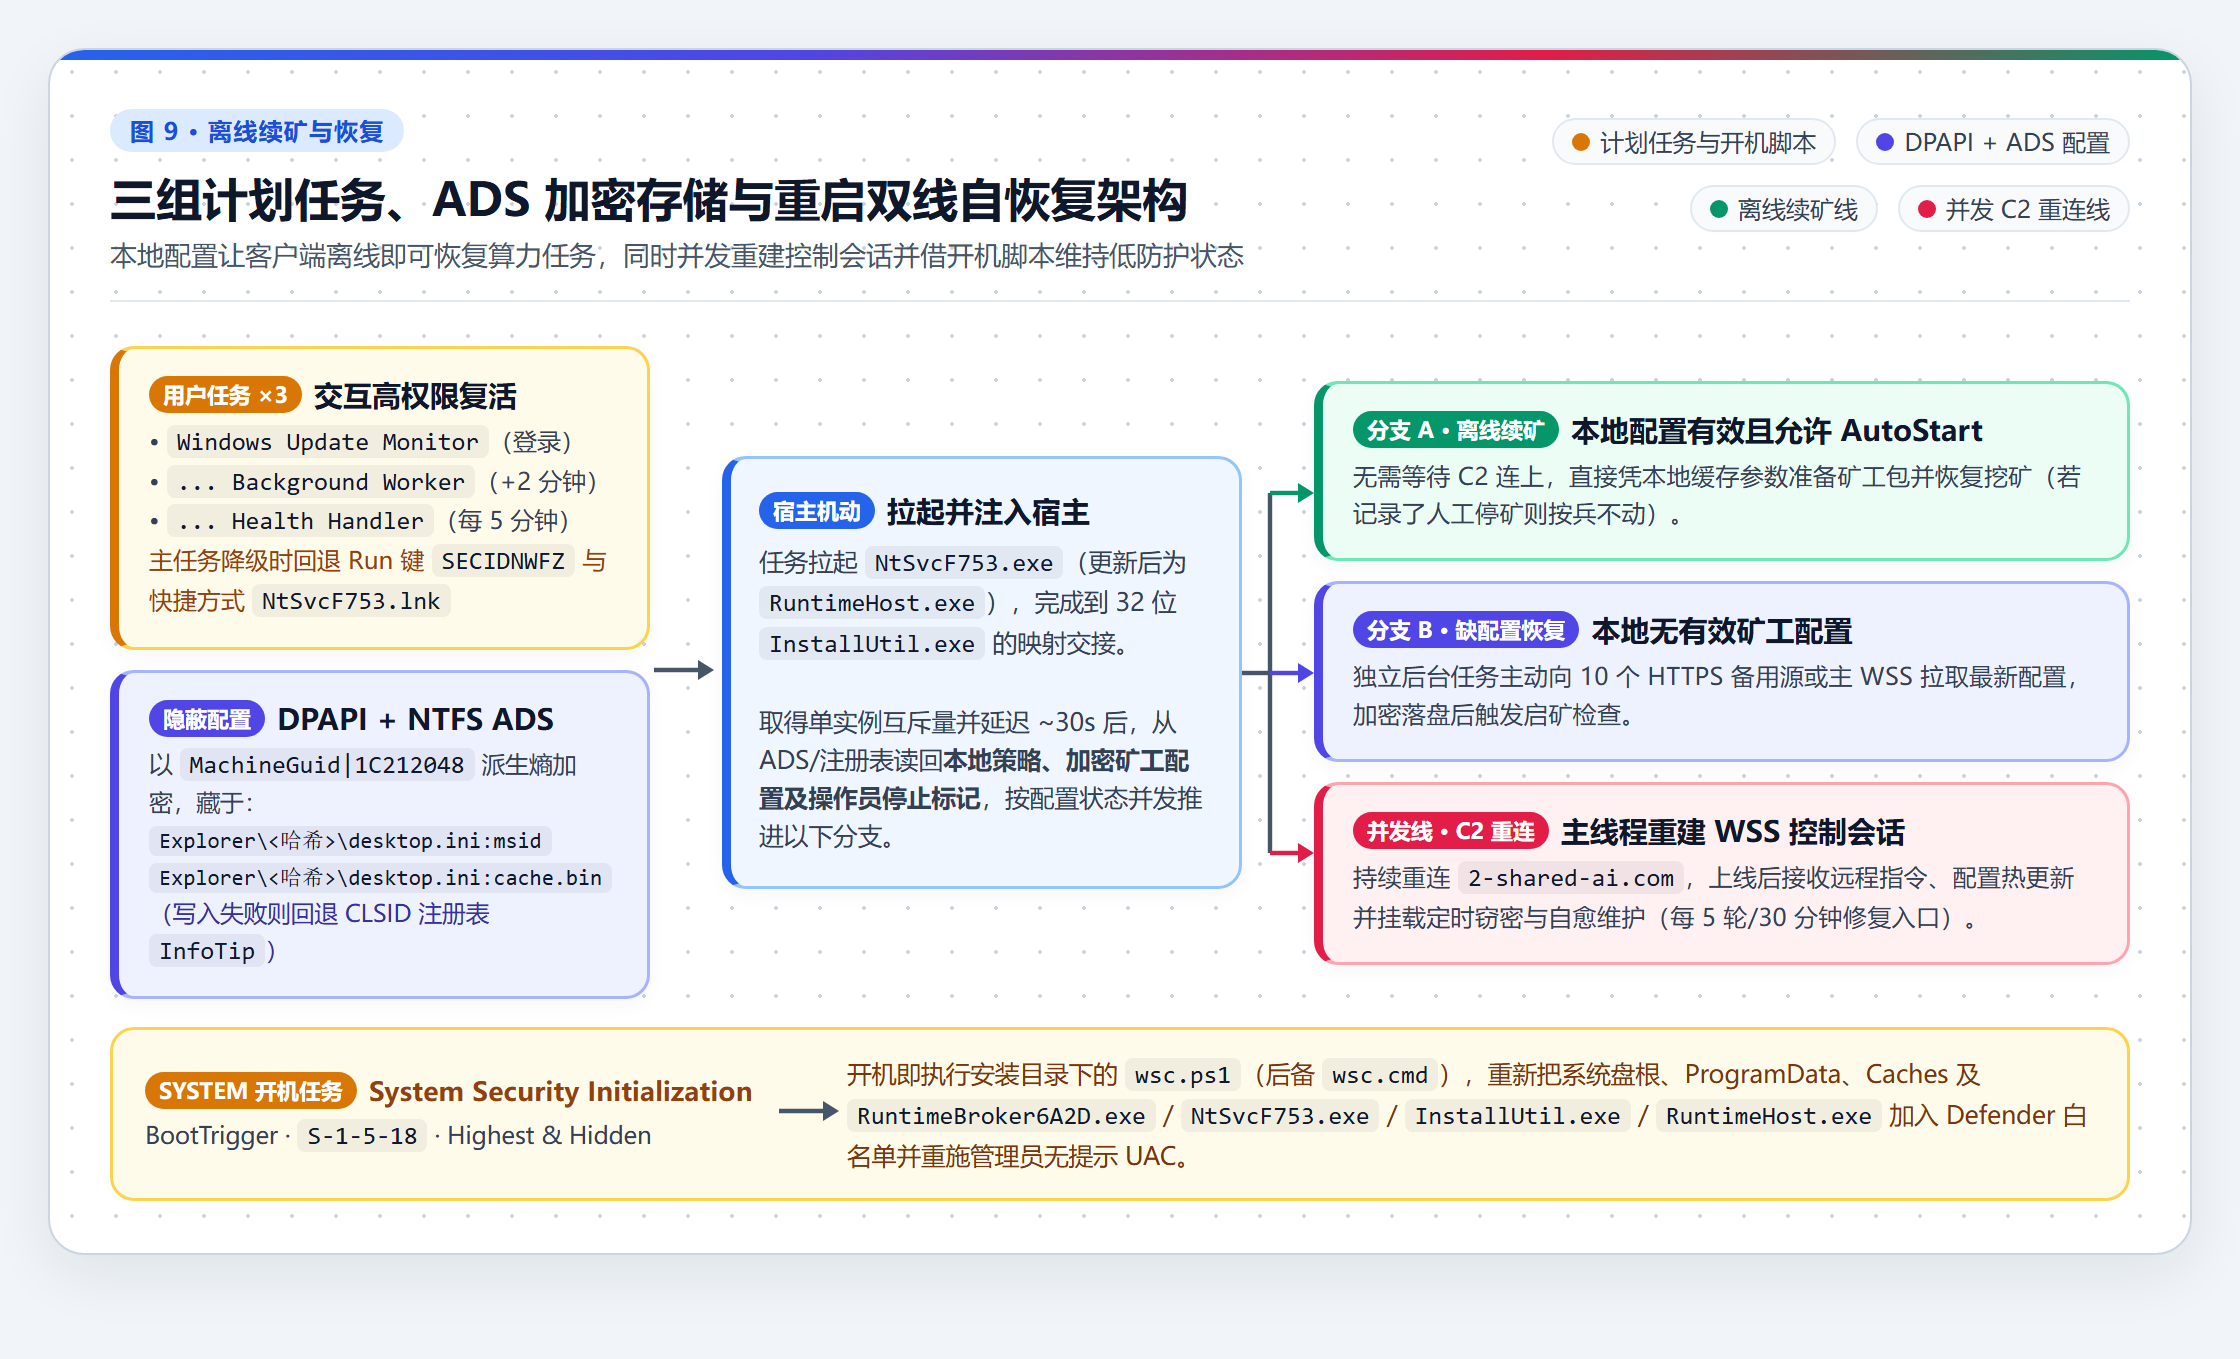 图 9 · 离线续矿与恢复
三组计划任务、ADS 加密存储与重启双线自恢复架构
本地配置让客户端离线即可恢复算力任务，同时并发重建控制会话并借开机脚本维持低防护状态
计划任务与开机脚本
DPAPI + ADS 配置
离线续矿线
并发 C2 重连线
用户任务 ×3 交互高权限复活
• Windows Update Monitor（登录）
• ... Background Worker（+2 分钟）
• ... Health Handler（每 5 分钟）
主任务降级时回退 Run 键 SECIDNWFZ 与
快捷方式 NtSvcF753.lnk
隐蔽配置 DPAPI + NTFS ADS
以 MachineGuid|1C212048 派生熵加
密，藏于：
Explorer\<哈希>\desktop.ini:msid
Explorer\<哈希>\desktop.ini:cache.bin
（写入失败则回退 CLSID 注册表
InfoTip）
宿主机动 拉起并注入宿主
任务拉起 NtSvcF753.exe（更新后为
RuntimeHost.exe），完成到 32 位
InstallUtil.exe 的映射交接。
取得单实例互斥量并延迟 ~30s 后，从
ADS/注册表读回本地策略、加密矿工配
置及操作员停止标记，按配置状态并发推
进以下分支。
分支 A · 离线续矿 本地配置有效且允许 AutoStart
无需等待 C2 连上，直接凭本地缓存参数准备矿工包并恢复挖矿（若
记录了人工停矿则按兵不动）。
分支 B · 缺配置恢复 本地无有效矿工配置
独立后台任务主动向 10 个 HTTPS 备用源或主 WSS 拉取最新配置，
加密落盘后触发启矿检查。
并发线 · C2 重连 主线程重建 WSS 控制会话
持续重连 2-shared-ai.com，上线后接收远程指令、配置热更新
并挂载定时窃密与自愈维护（每 5 轮/30 分钟修复入口）。
SYSTEM 开机任务 System Security Initialization
BootTrigger · S-1-5-18 · Highest & Hidden
开机即执行安装目录下的 wsc.ps1（后备 wsc.cmd），重新把系统盘根、ProgramData、Caches 及
RuntimeBroker6A2D.exe / NtSvcF753.exe / InstallUtil.exe / RuntimeHost.exe 加入 Defender 白
名单并重施管理员无提示 UAC。